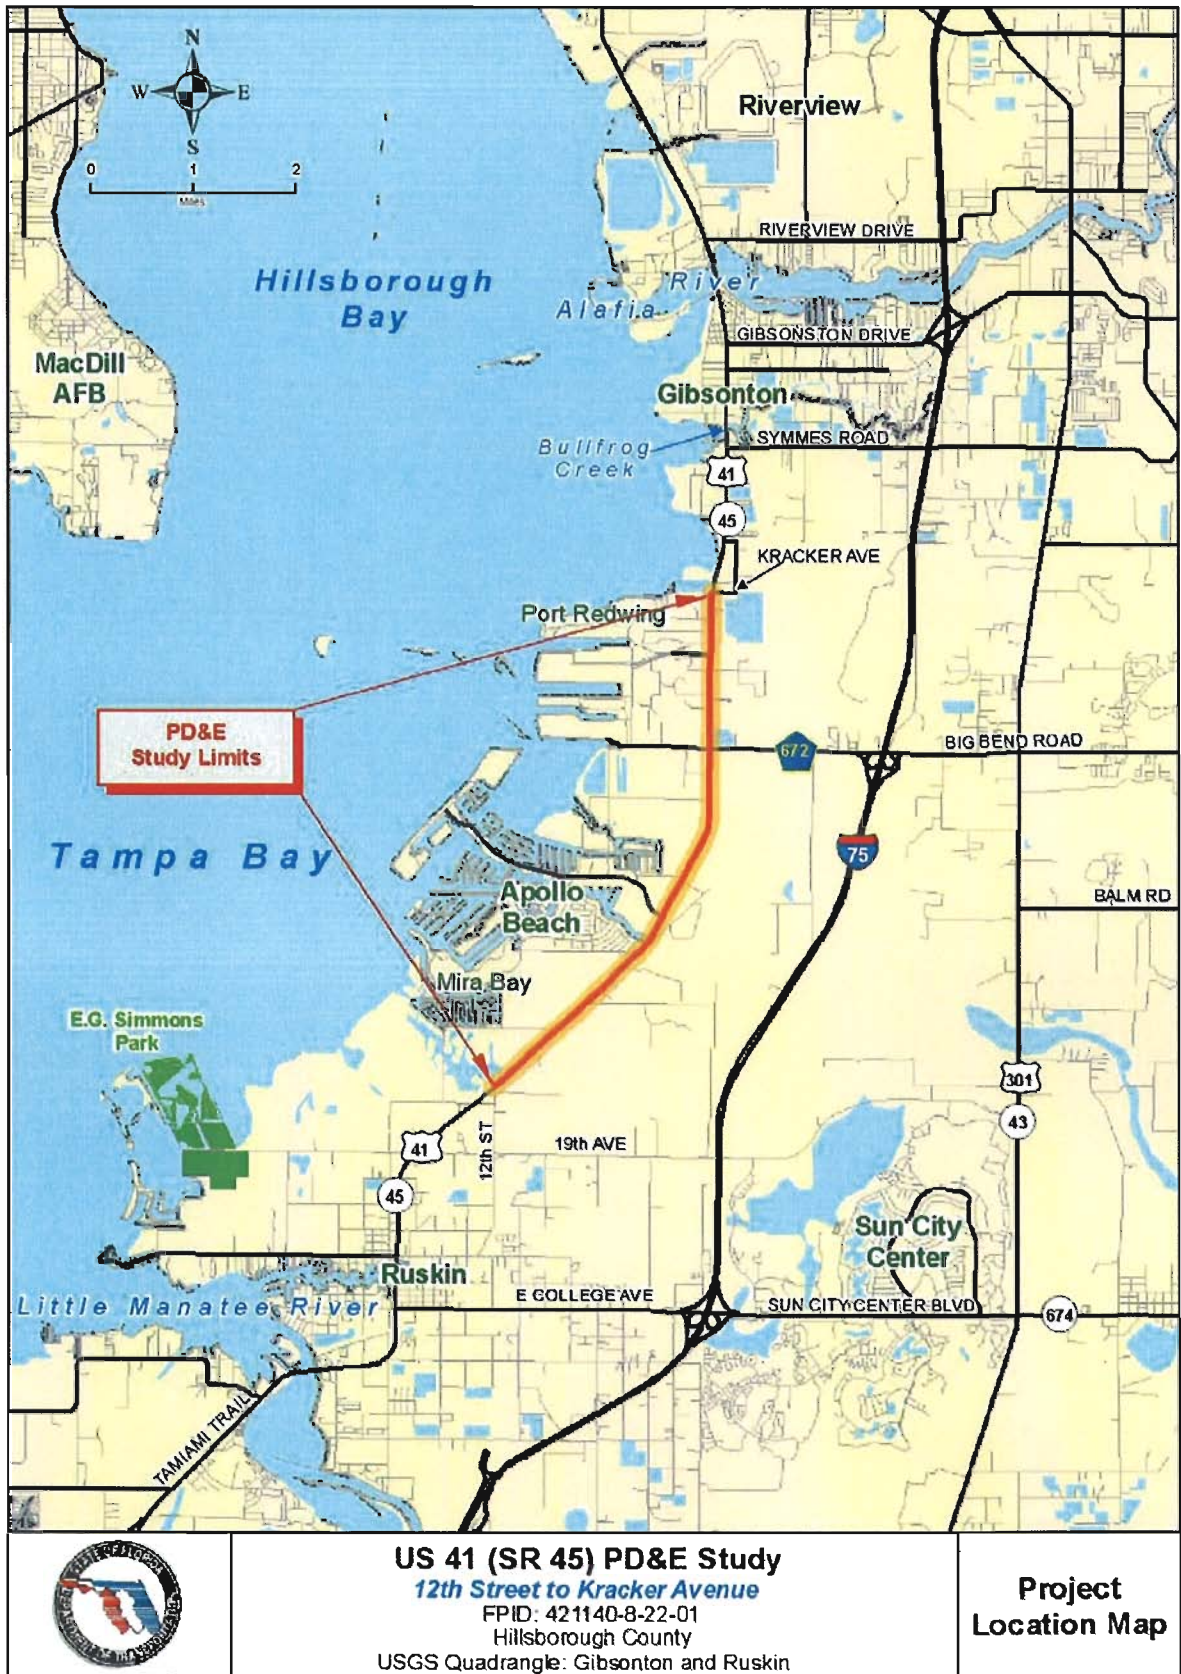 N
W
E
S
0
1
2
Miles
Riverview
RIVERVIEW DRIVE
Hillsborough
Bay
River
Alafia
GIBSONSTON DRIVE
MacDill
AFB
Gibsonton
Bullfrog
Creek
SYMMES ROAD
41
45
KRACKER AVE
Port Redwing
PD&E
Study Limits
672
BIG BEND ROAD
Tampa Bay
75
Apollo
Beach
BALM RD
Mira Bay
E.G. Simmons
Park
301
43
41
12th ST
19th AVE
45
Sun City
Center
Ruskin
Little Manatee River
E COLLEGE AVE
SUN CITY CENTER BLVD
674
TAMIAMI TRAIL
US 41 (SR 45) PD&E Study
12th Street to Kracker Avenue
FPID: 421140-8-22-01
Hillsborough County
USGS Quadrangle: Gibsonton and Ruskin
Project
Location Map